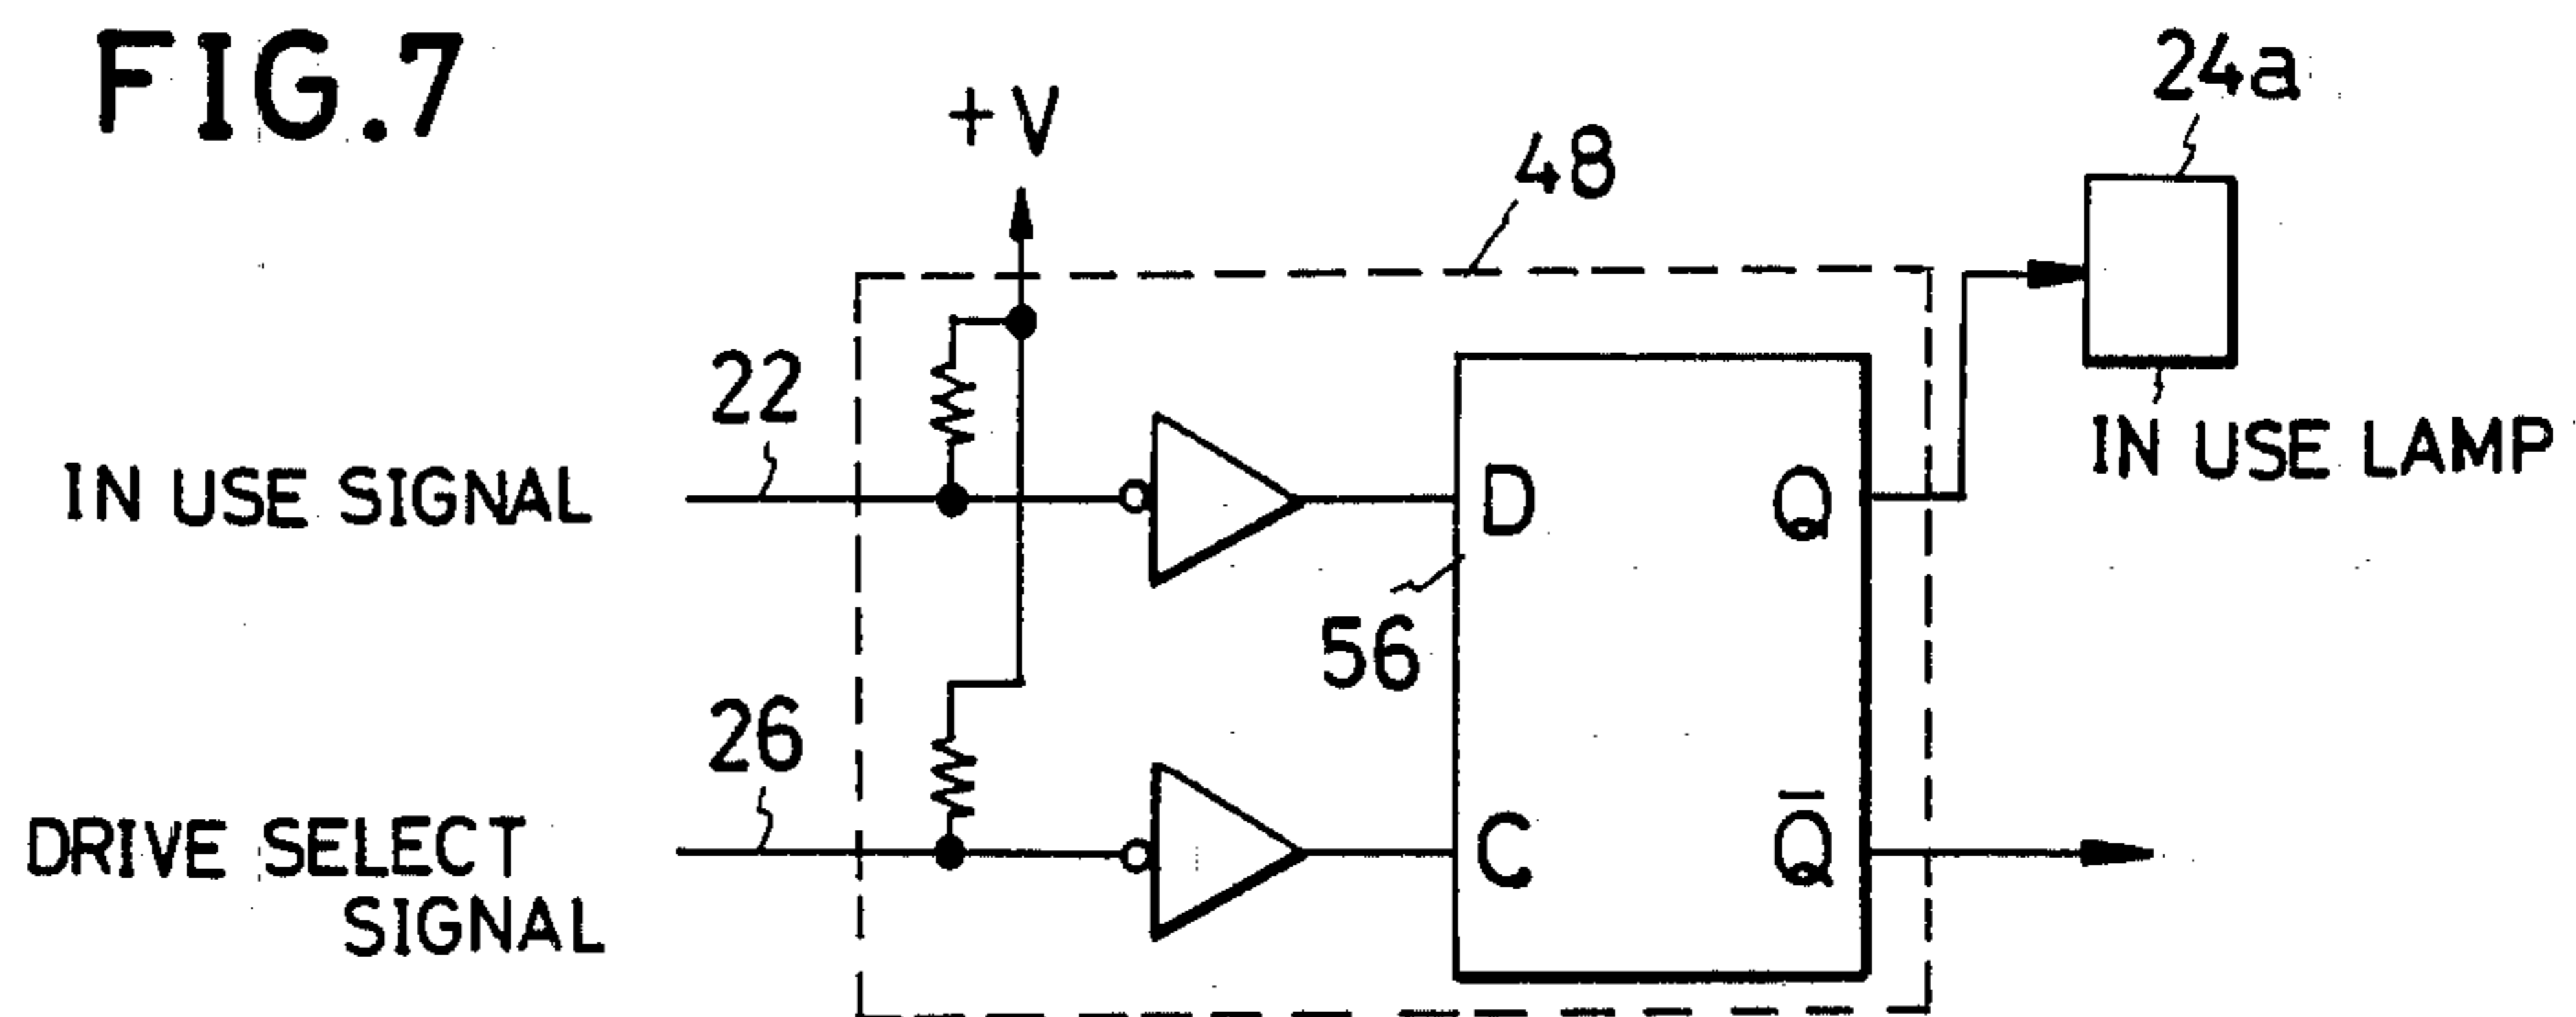 FIG.7
+V
48
24a
22
IN USE SIGNAL
D
Q
IN USE LAMP
56
26
DRIVE SELECT
SIGNAL
C
Q̅